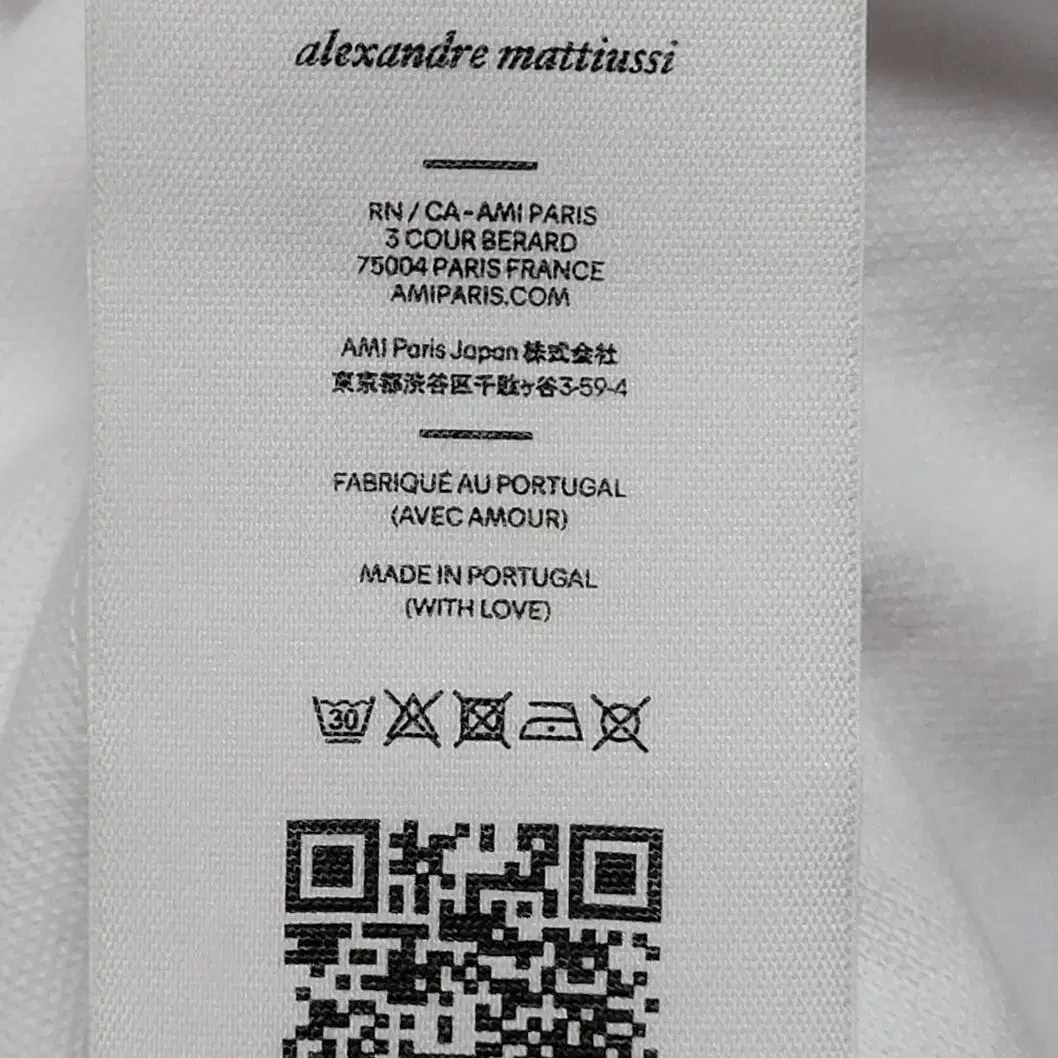 alexandre mattiussi
RN / CA-AMI PARIS
3 COUR BERARD
75004 PARIS FRANCE
AMIPARIS.COM
AMI Paris Japan 株式会社
東京都渋谷区千駄ヶ谷3-59-4
FABRIQUÉ AU PORTUGAL
(AVEC AMOUR)
MADE IN PORTUGAL
(WITH LOVE)
30